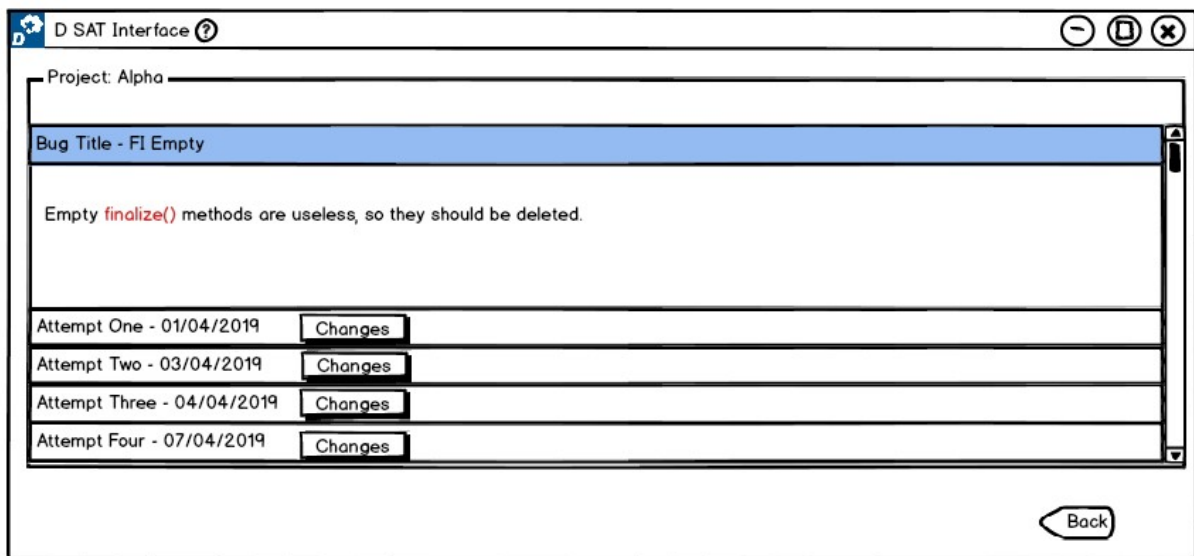 D
D SAT Interface ?
Project: Alpha
Bug Title - FI Empty
Empty finalize() methods are useless, so they should be deleted.
Attempt One - 01/04/2019 Changes
Attempt Two - 03/04/2019 Changes
Attempt Three - 04/04/2019 Changes
Attempt Four - 07/04/2019 Changes
Back